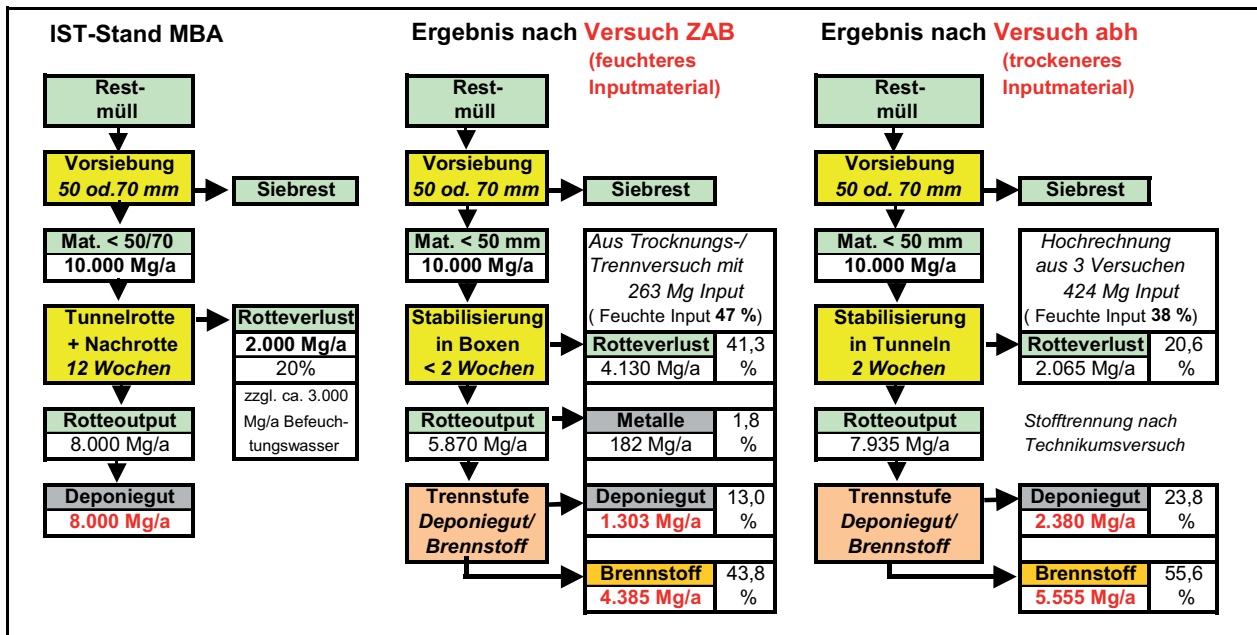 IST-Stand MBA
Rest-
müll
Vorsiebung
50 od.70 mm
Siebrest
Mat. < 50/70
10.000 Mg/a
Tunnelrotte
+ Nachrotte
12 Wochen
Rotteverlust
2.000 Mg/a
20%
zzgl. ca. 3.000
Mg/a Befeuch-
tungswasser
Rotteoutput
8.000 Mg/a
Deponiegut
8.000 Mg/a
Ergebnis nach Versuch ZAB
(feuchteres
Inputmaterial)
Rest-
müll
Vorsiebung
50 od. 70 mm
Siebrest
Mat. < 50 mm
10.000 Mg/a
Aus Trocknungs-/
Trennversuch mit
263 Mg Input
( Feuchte Input 47 %)
Stabilisierung
in Boxen
< 2 Wochen
Rotteverlust
4.130 Mg/a
41,3
%
Rotteoutput
5.870 Mg/a
Metalle
182 Mg/a
1,8
%
Trennstufe
Deponiegut/
Brennstoff
Deponiegut
1.303 Mg/a
13,0
%
Brennstoff
4.385 Mg/a
43,8
%
Ergebnis nach Versuch abh
(trockeneres
Inputmaterial)
Rest-
müll
Vorsiebung
50 od. 70 mm
Siebrest
Mat. < 50 mm
10.000 Mg/a
Hochrechnung
aus 3 Versuchen
424 Mg Input
( Feuchte Input 38 %)
Stabilisierung
in Tunneln
2 Wochen
Rotteverlust
2.065 Mg/a
20,6
%
Rotteoutput
7.935 Mg/a
Stofftrennung nach
Technikumsversuch
Trennstufe
Deponiegut/
Brennstoff
Deponiegut
2.380 Mg/a
23,8
%
Brennstoff
5.555 Mg/a
55,6
%